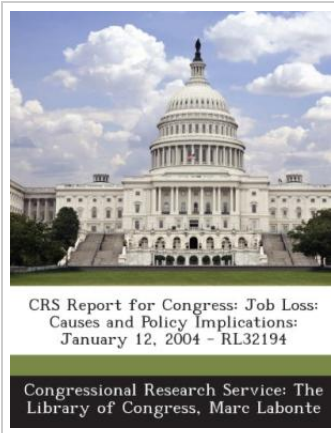 CRS Report for Congress: Job Loss:
Causes and Policy Implications:
January 12, 2004 - RL32194
Congressional Research Service: The
Library of Congress, Marc Labonte